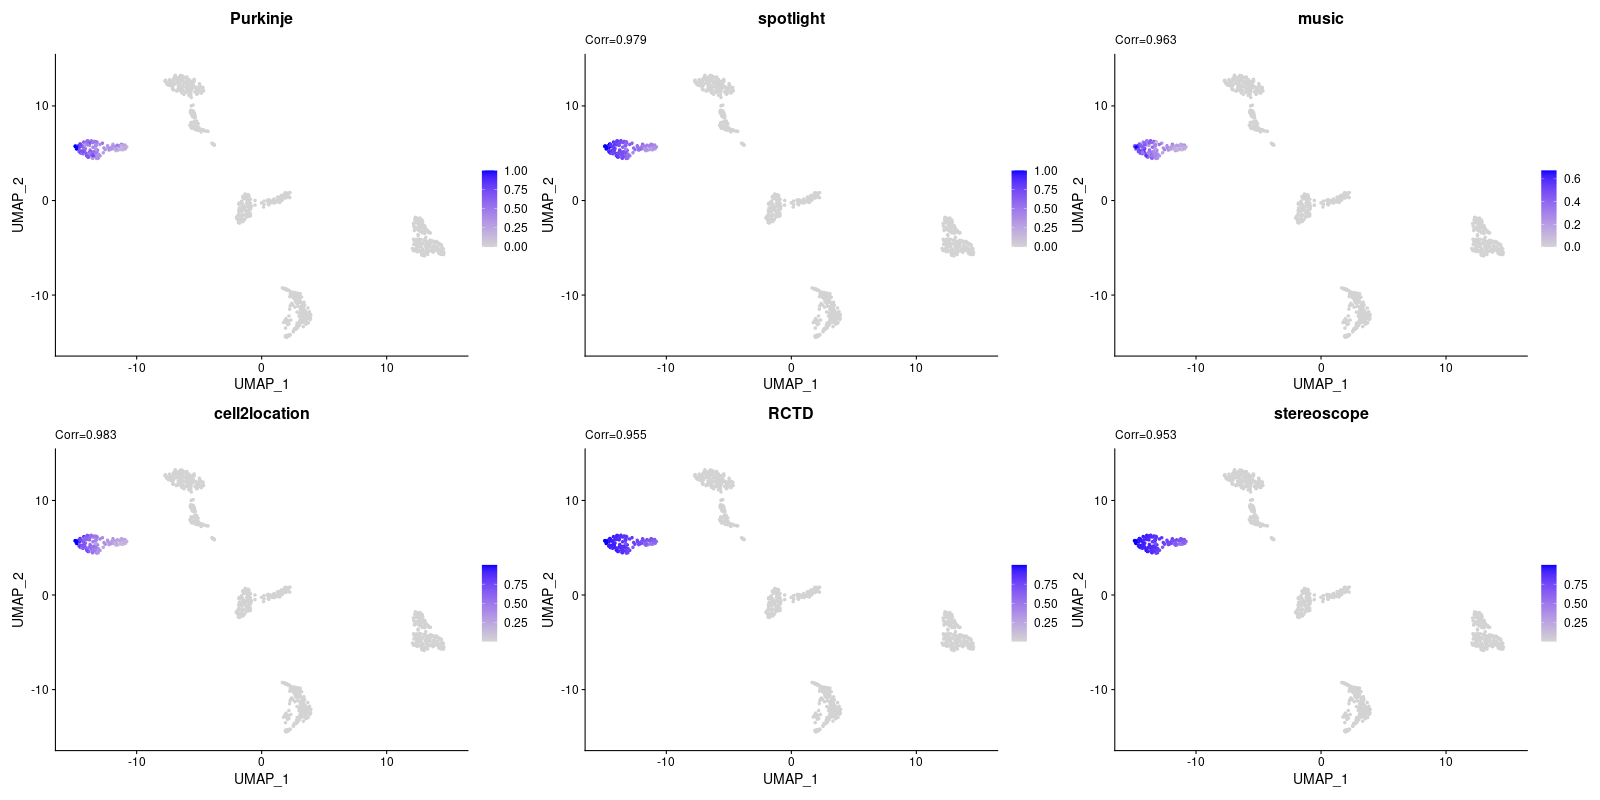 Purkinje
UMAP_2
10
0
-10
-10
0
10
UMAP_1
1.00
0.75
0.50
0.25
0.00
spotlight
Corr=0.979
UMAP_2
10
0
-10
-10
0
10
UMAP_1
1.00
0.75
0.50
0.25
0.00
music
Corr=0.963
UMAP_2
10
0
-10
-10
0
10
UMAP_1
0.6
0.4
0.2
0.0
cell2location
Corr=0.983
UMAP_2
10
0
-10
-10
0
10
UMAP_1
0.75
0.50
0.25
RCTD
Corr=0.955
UMAP_2
10
0
-10
-10
0
10
UMAP_1
0.75
0.50
0.25
stereoscope
Corr=0.953
UMAP_2
10
0
-10
-10
0
10
UMAP_1
0.75
0.50
0.25